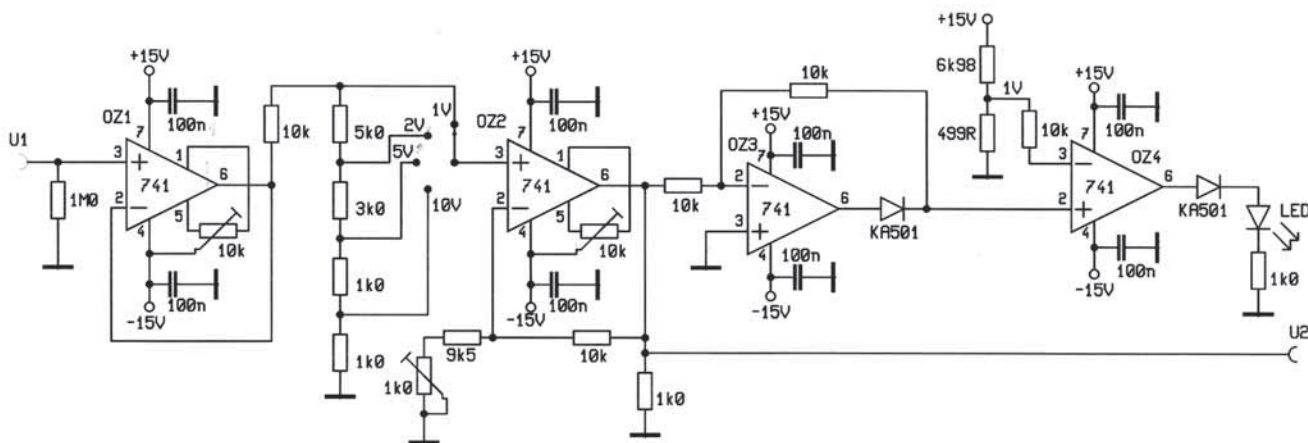 U1
1M0
OZ1
+15V
100n
7
3
+
1
741
6
2
-
5
4
10k
-15V
100n
10k
5k0
3k0
1k0
1k0
1V
2V
5V
10V
OZ2
+15V
100n
7
3
+
1
741
6
2
-
5
4
10k
-15V
100n
9k5
10k
1k0
1k0
10k
10k
OZ3
+15V
100n
7
2
-
741
6
3
+
4
100n
-15V
KA501
+15V
6k98
1V
499R
10k
+15V
100n
7
OZ4
3
-
741
6
2
+
4
100n
-15V
KA501
LED
1k0
U2